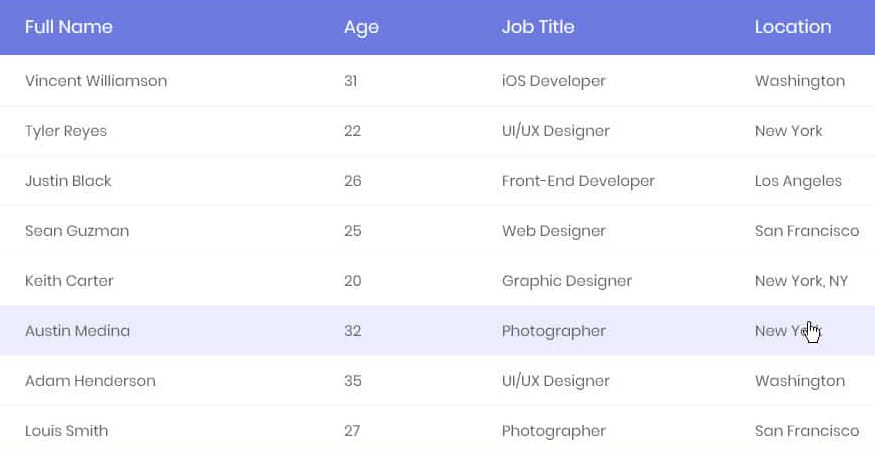 Full Name Age Job Title Location
Vincent Williamson 31 iOS Developer Washington
Tyler Reyes 22 UI/UX Designer New York
Justin Black 26 Front-End Developer Los Angeles
Sean Guzman 25 Web Designer San Francisco
Keith Carter 20 Graphic Designer New York, NY
Austin Medina 32 Photographer New York
Adam Henderson 35 UI/UX Designer Washington
Louis Smith 27 Photographer San Francisco